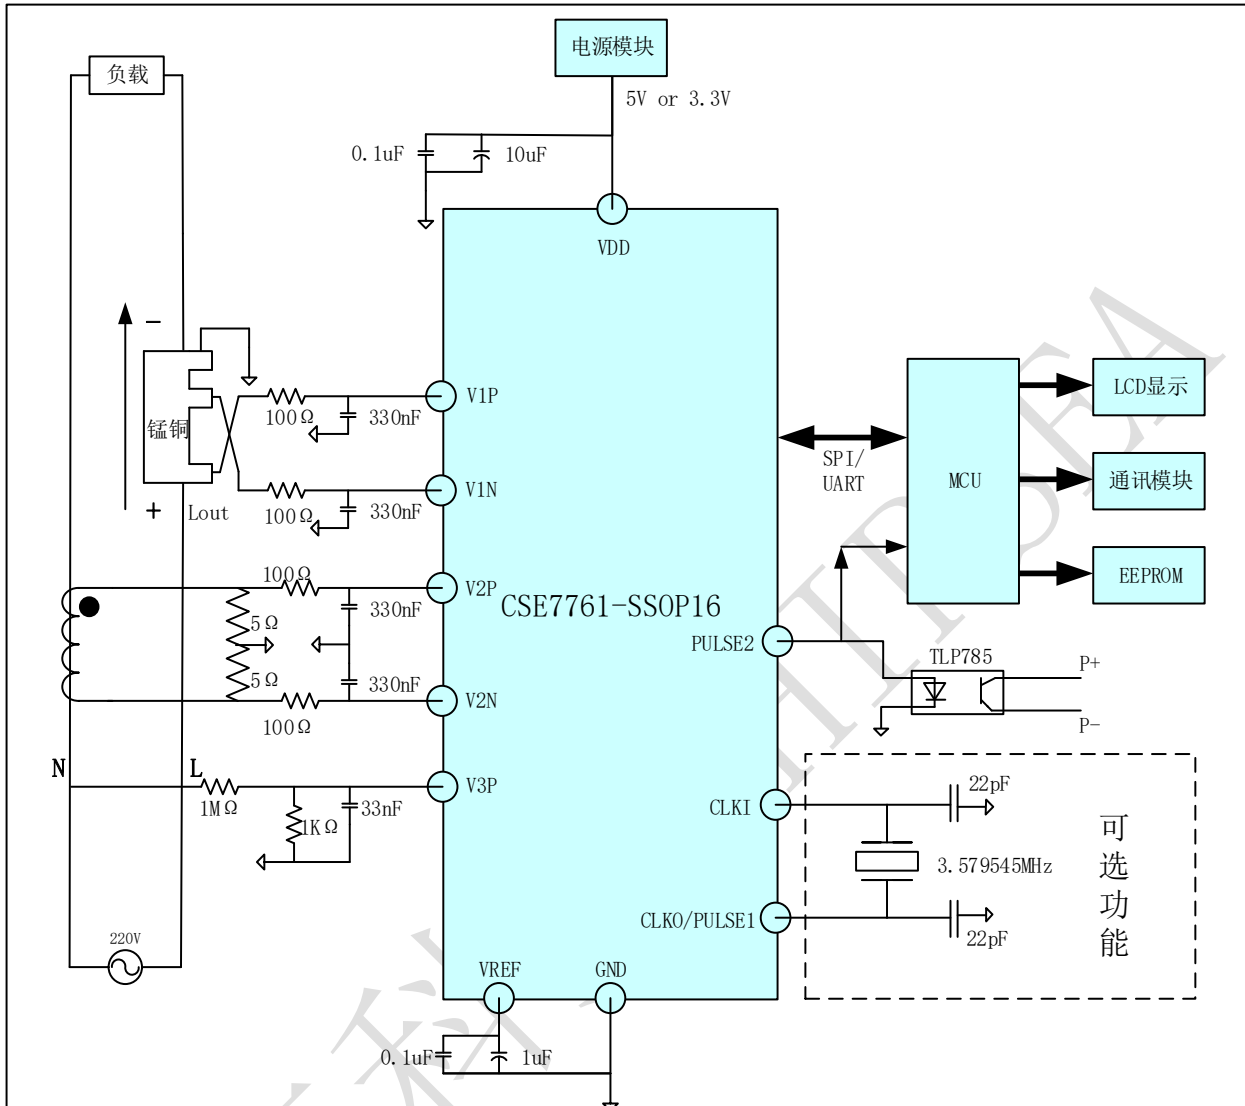 电源模块
负载
5V or 3.3V
0.1uF
10uF
VDD
−
锰铜
+
Lout
100Ω
330nF
V1P
100Ω
330nF
V1N
100Ω
330nF
V2P
5Ω
5Ω
330nF
V2N
100Ω
N
L
1MΩ
1KΩ
33nF
V3P
220V
CSE7761-SSOP16
SPI/
UART
MCU
LCD显示
通讯模块
EEPROM
PULSE2
TLP785
P+
P-
CLKI
22pF
3.579545MHz
CLKO/PULSE1
22pF
可
选
功
能
VREF
GND
0.1uF
1uF